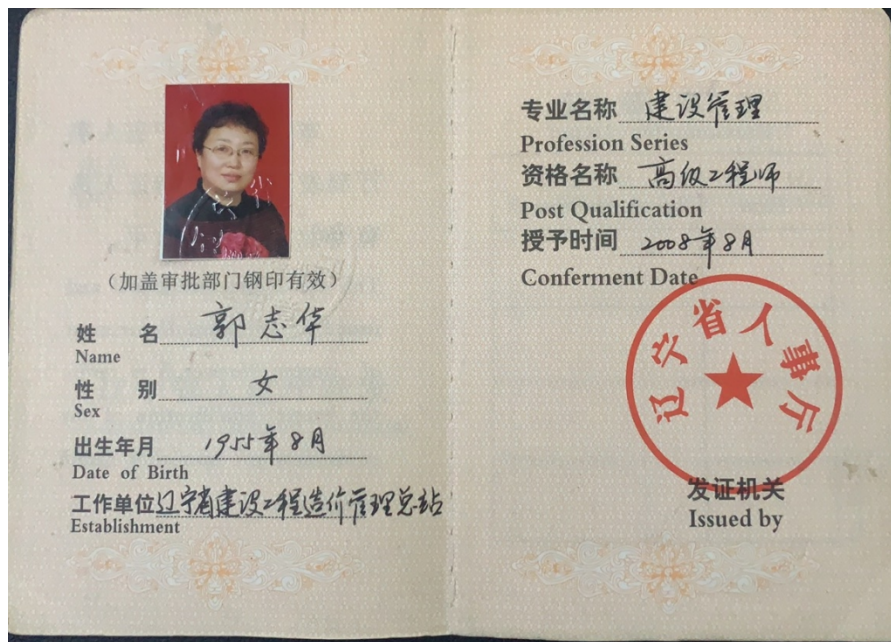 （加盖审批部门钢印有效）
姓 名 郭志华
Name
性 别 女
Sex
出生年月 1955年8月
Date of Birth
工作单位 辽宁省建设工程造价管理总站
Establishment
专业名称 建设管理
Profession Series
资格名称 高级工程师
Post Qualification
授予时间 2008年8月
Conferment Date
辽宁省人事厅
发证机关
Issued by